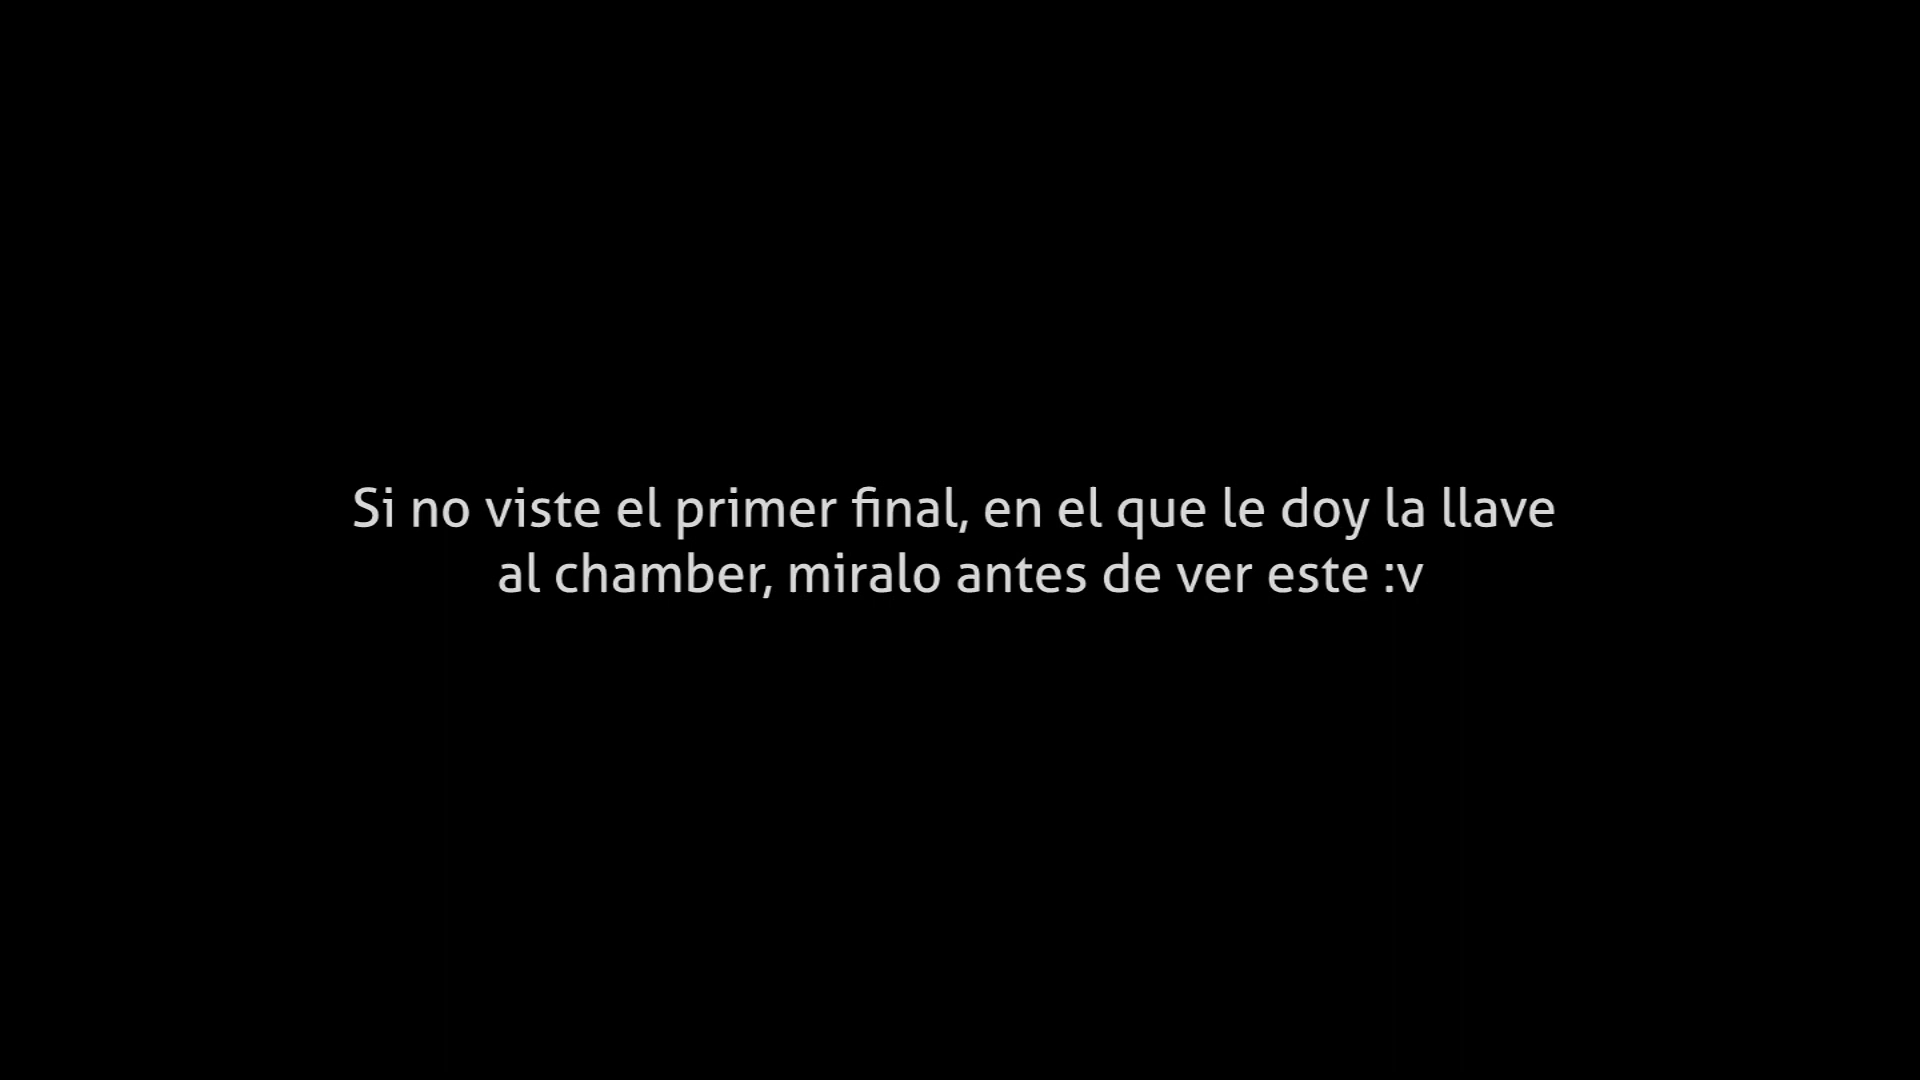 Si no viste el primer final, en el que le doy la llave
al chamber, miralo antes de ver este :v